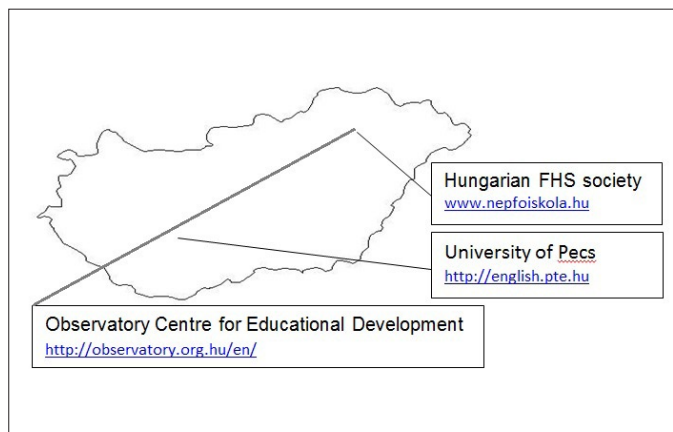 Hungarian FHS society
www.nepfoiskola.hu
University of Pecs
http://english.pte.hu
Observatory Centre for Educational Development
http://observatory.org.hu/en/